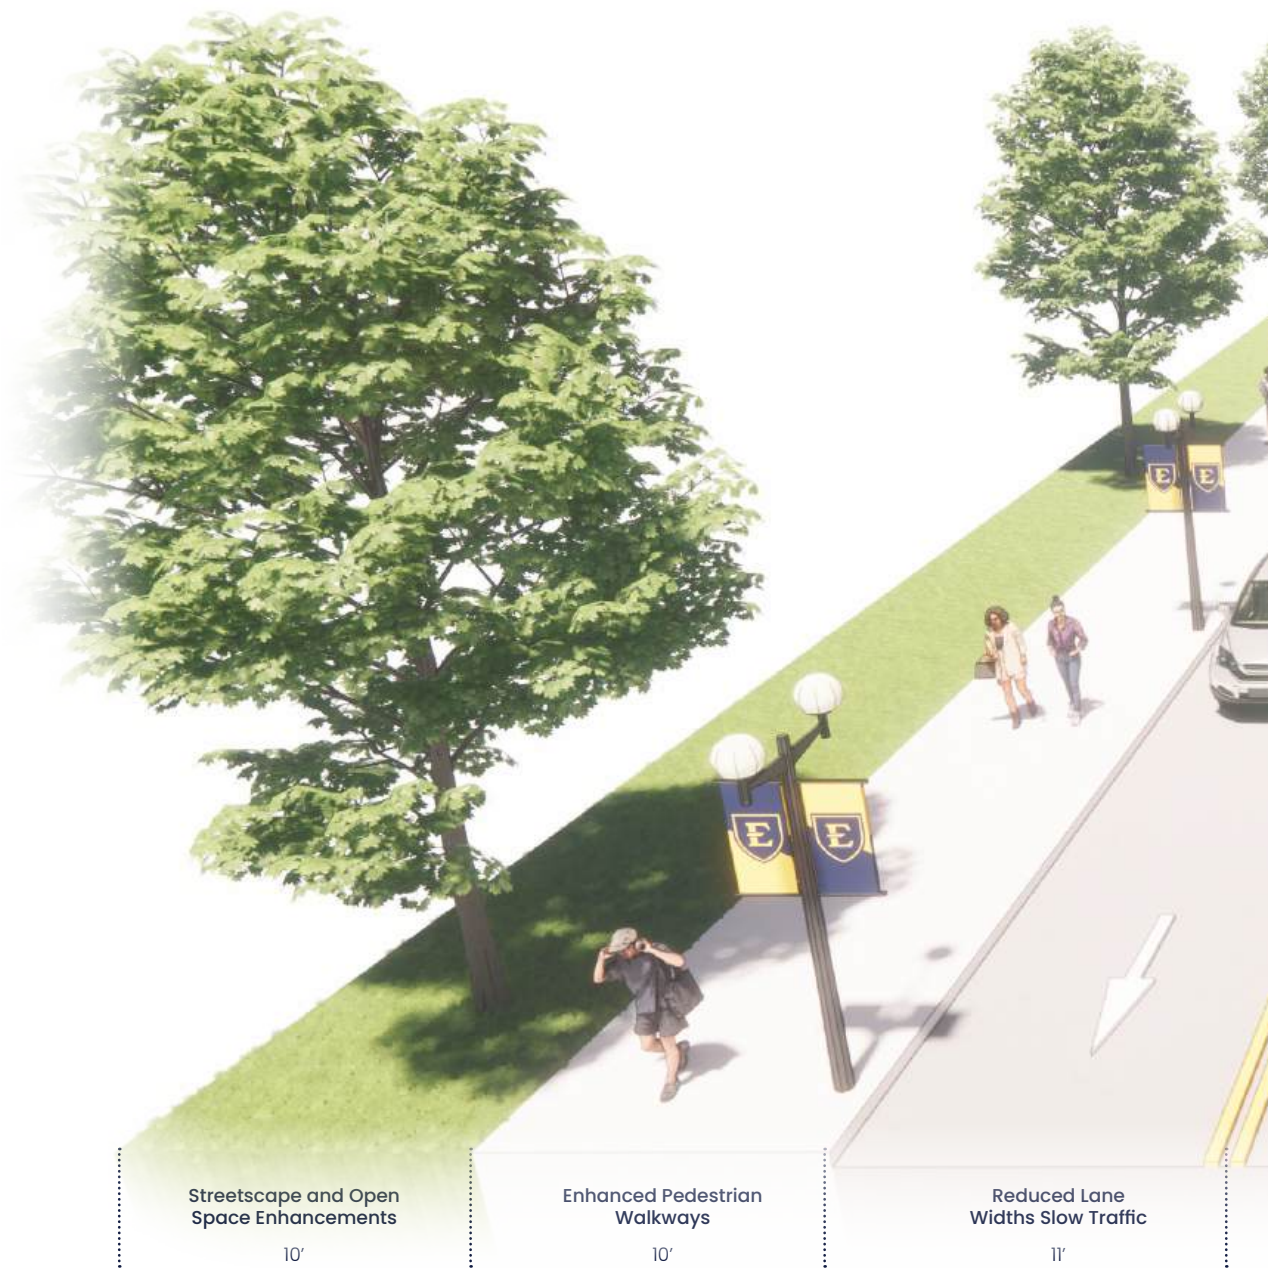 E
E
E
E
Streetscape and Open
Space Enhancements
10’
Enhanced Pedestrian
Walkways
10’
Reduced Lane
Widths Slow Traffic
11’